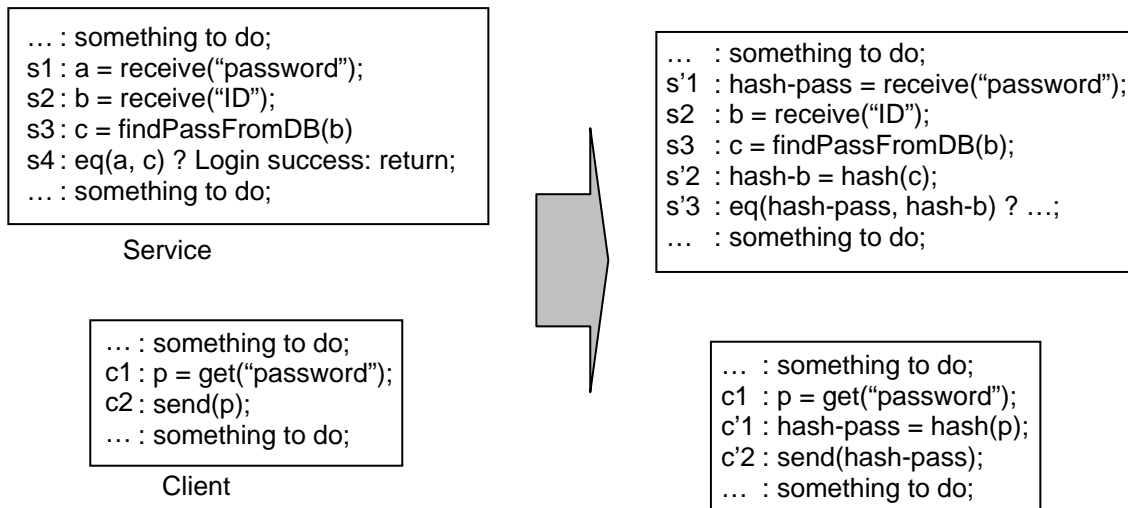 … : something to do;
s1 : a = receive(“password”);
s2 : b = receive(“ID”);
s3 : c = findPassFromDB(b)
s4 : eq(a, c) ? Login success: return;
… : something to do;
Service
… : something to do;
c1 : p = get(“password”);
c2 : send(p);
… : something to do;
Client
… : something to do;
s’1 : hash-pass = receive(“password”);
s2 : b = receive(“ID”);
s3 : c = findPassFromDB(b);
s’2 : hash-b = hash(c);
s’3 : eq(hash-pass, hash-b) ? …;
… : something to do;
… : something to do;
c1 : p = get(“password”);
c’1 : hash-pass = hash(p);
c’2 : send(hash-pass);
… : something to do;